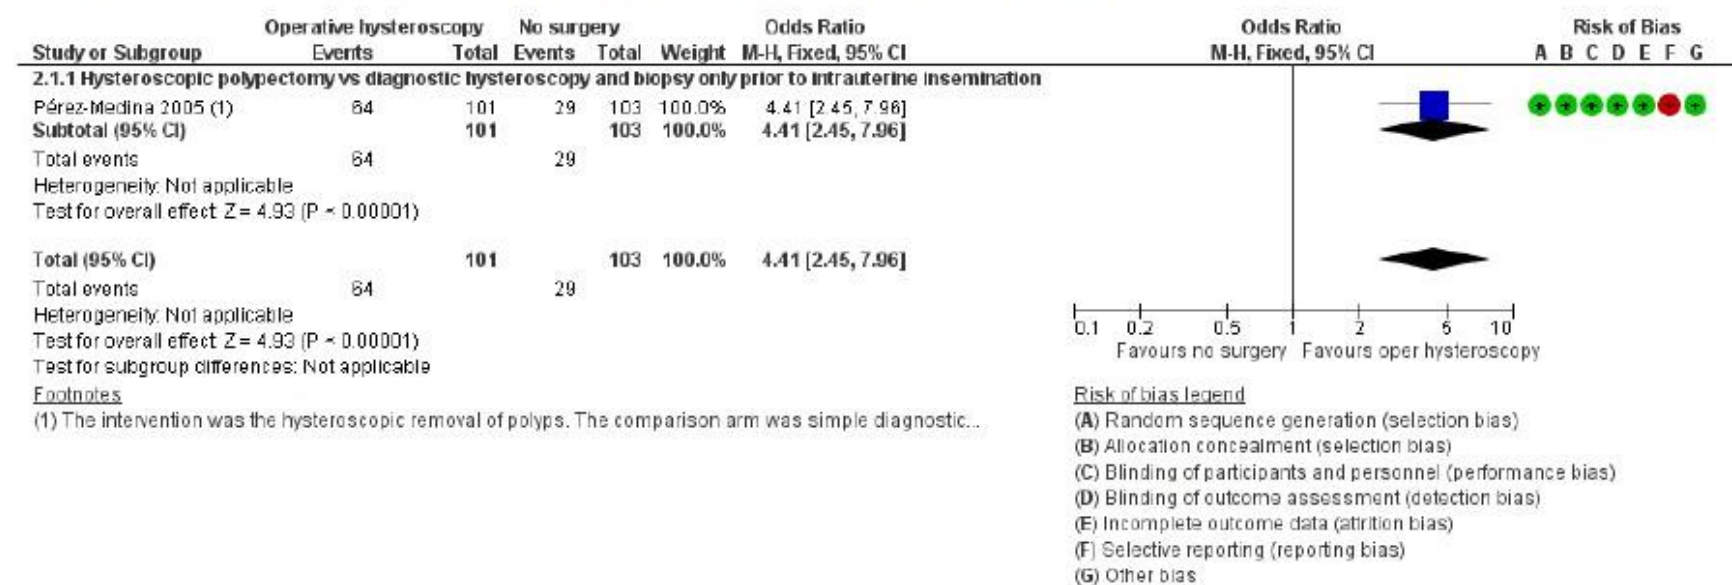 Operative hysteroscopy No surgery Odds Ratio Odds Ratio Risk of Bias
Study or Subgroup Events Total Events Total Weight M-H, Fixed, 95% CI M-H, Fixed, 95% CI A B C D E F G
2.1.1 Hysteroscopic polypectomy vs diagnostic hysteroscopy and biopsy only prior to intrauterine insemination
Pérez-Medina 2005 (1) 64 101 29 103 100.0% 4.41 [2.45, 7.96]
Subtotal (95% CI) 101 103 100.0% 4.41 [2.45, 7.96]
Total events 64 29
Heterogeneity: Not applicable
Test for overall effect: Z = 4.93 (P < 0.00001)
Total (95% CI) 101 103 100.0% 4.41 [2.45, 7.96]
Total events 64 29
Heterogeneity: Not applicable
Test for overall effect: Z = 4.93 (P < 0.00001)
Test for subgroup differences: Not applicable
0.1 0.2 0.5 1 2 5 10
Favours no surgery Favours oper hysteroscopy
Footnotes
(1) The intervention was the hysteroscopic removal of polyps. The comparison arm was simple diagnostic...
Risk of bias legend
(A) Random sequence generation (selection bias)
(B) Allocation concealment (selection bias)
(C) Blinding of participants and personnel (performance bias)
(D) Blinding of outcome assessment (detection bias)
(E) Incomplete outcome data (attrition bias)
(F) Selective reporting (reporting bias)
(G) Other bias